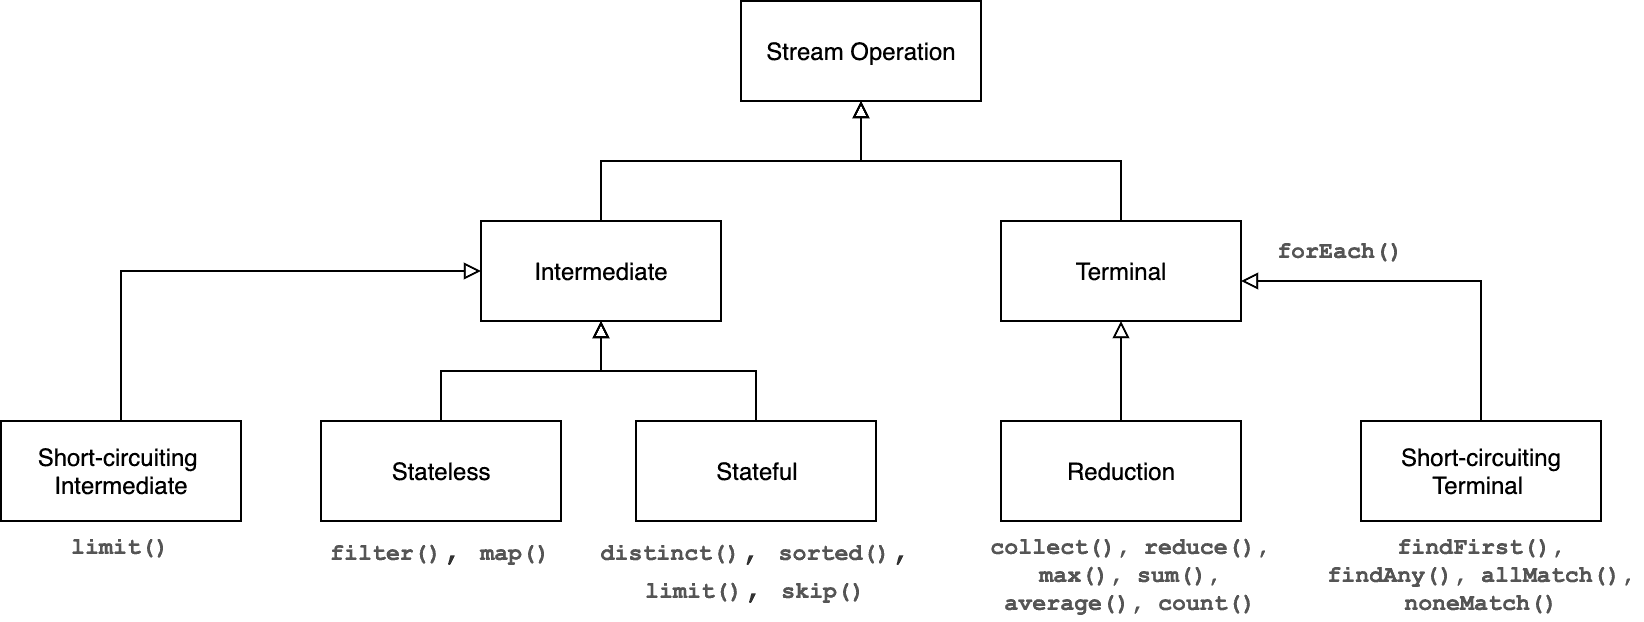 Stream Operation
Intermediate
Terminal
forEach()
Short-circuiting
Intermediate
Stateless
Stateful
Reduction
Short-circuiting
Terminal
limit()
filter(), map()
distinct(), sorted(),
limit(), skip()
collect(), reduce(),
max(), sum(),
average(), count()
findFirst(),
findAny(), allMatch(),
noneMatch()